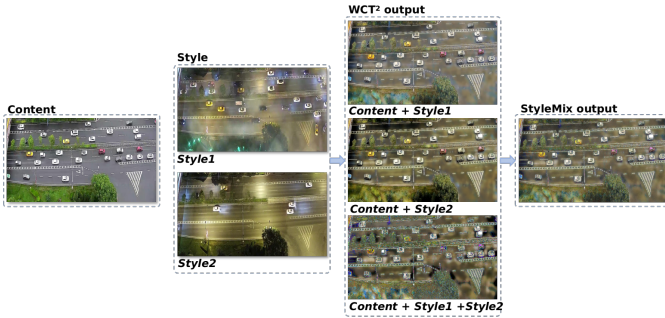 Content
Style
Style1
Style2
WCT² output
Content + Style1
Content + Style2
Content + Style1 +Style2
StyleMix output